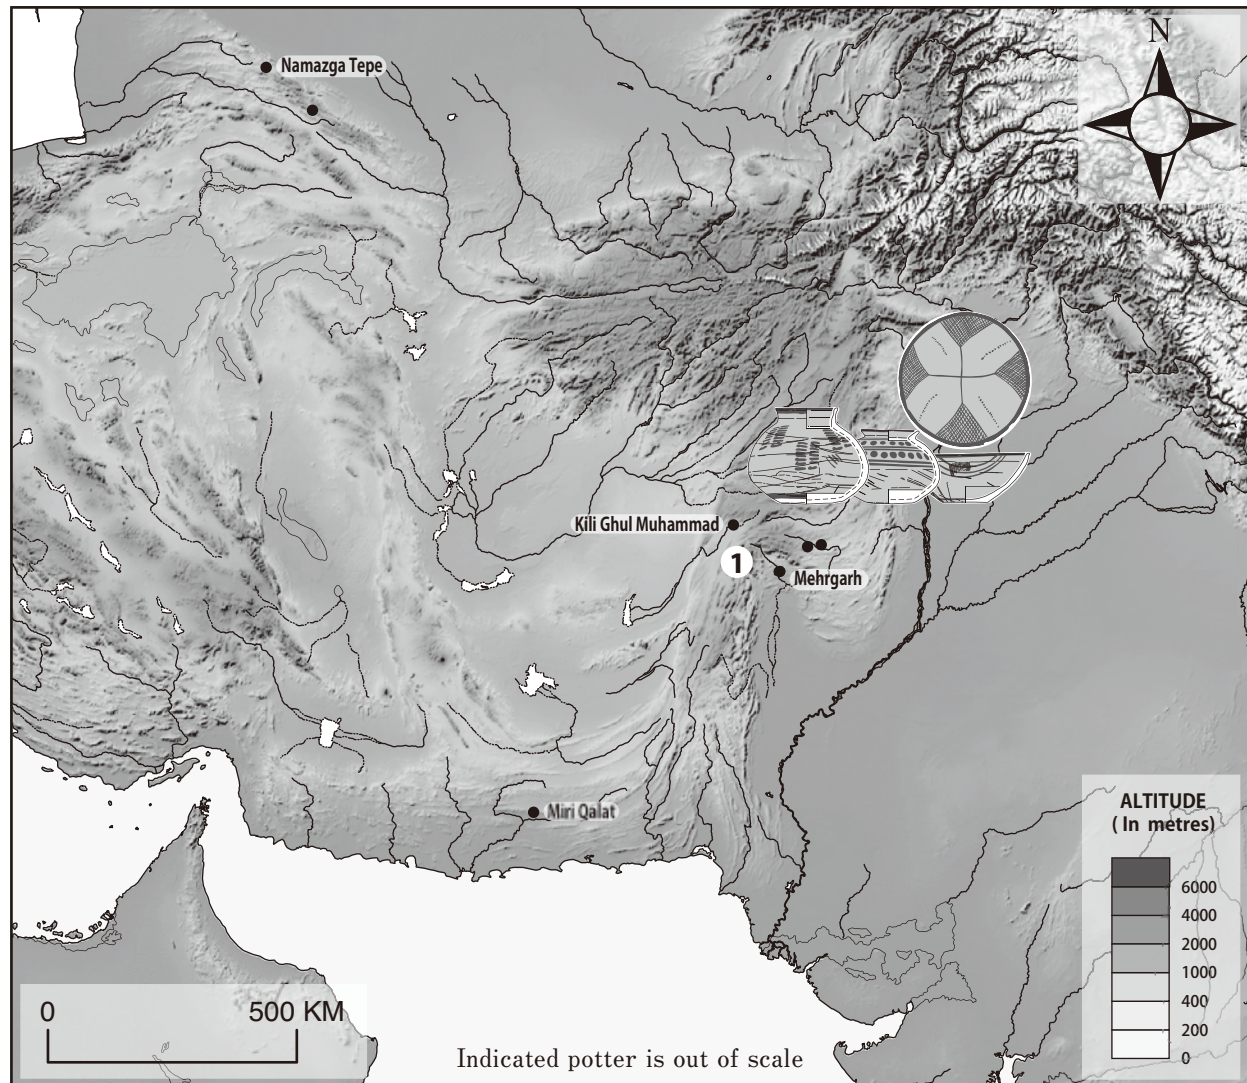 N
Namazga Tepe
Kili Ghul Muhammad
1
Mehrgarh
Miri Qalat
ALTITUDE
( In metres)
6000
4000
2000
1000
400
200
0
0 500 KM
Indicated potter is out of scale